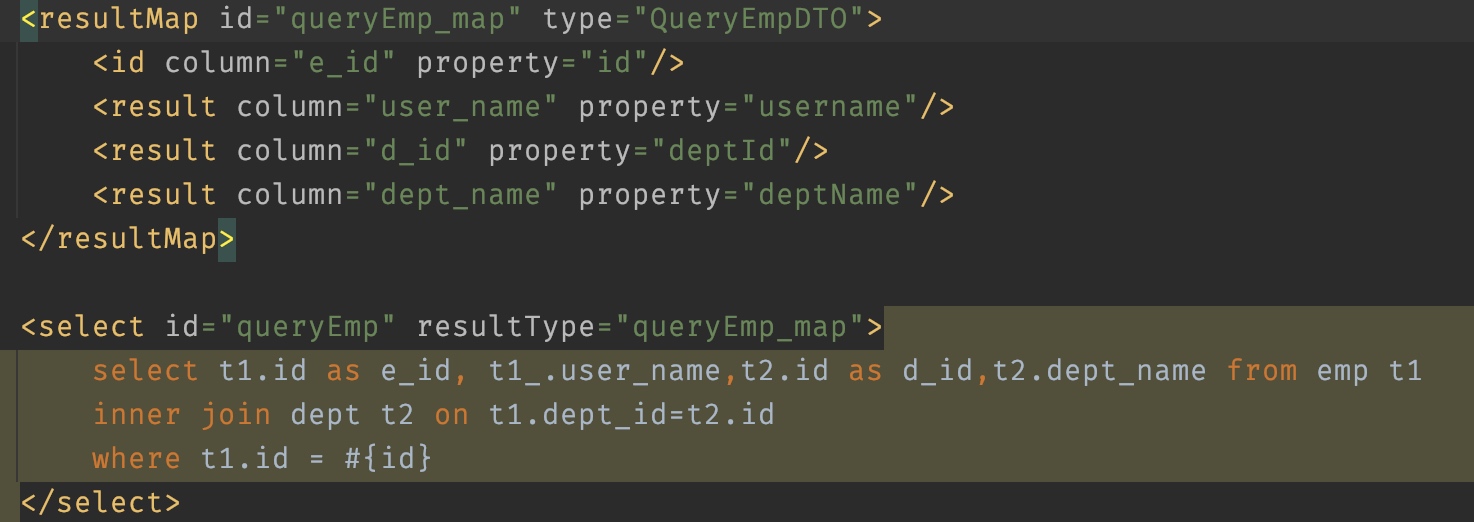 <resultMap id="queryEmp_map" type="QueryEmpDTO">
    <id column="e_id" property="id"/>
    <result column="user_name" property="username"/>
    <result column="d_id" property="deptId"/>
    <result column="dept_name" property="deptName"/>
</resultMap>
<select id="queryEmp" resultType="queryEmp_map">
    select t1.id as e_id, t1_.user_name,t2.id as d_id,t2.dept_name from emp t1
    inner join dept t2 on t1.dept_id=t2.id
    where t1.id = #{id}
</select>